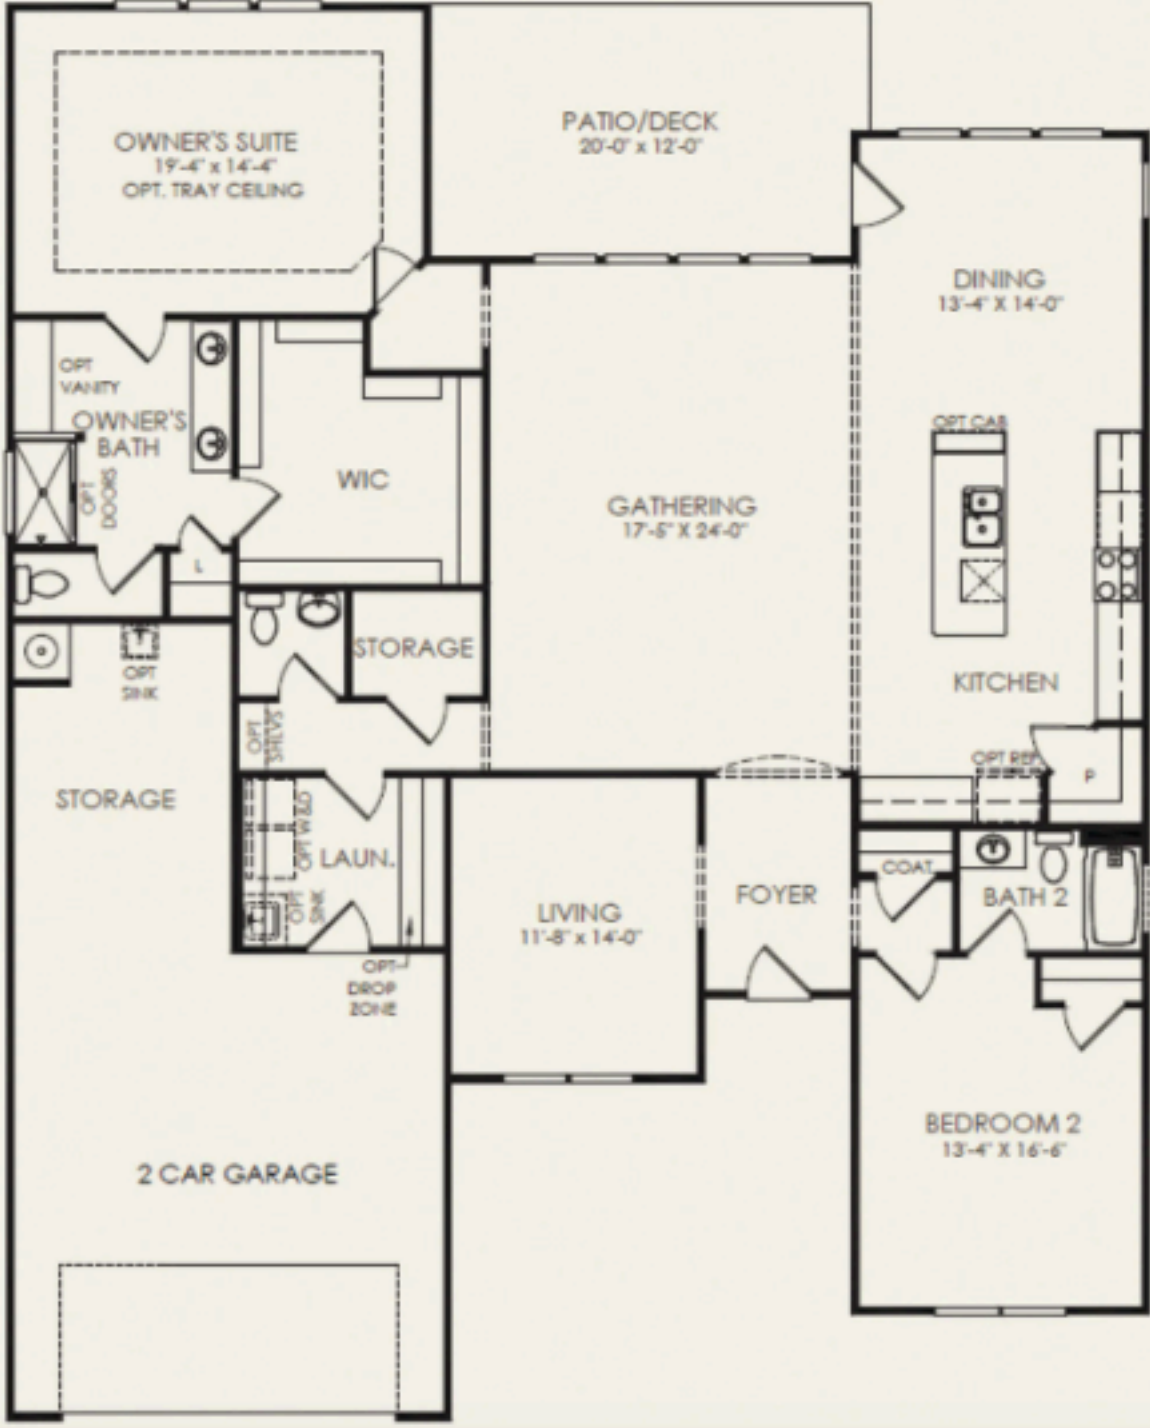 PATIO/DECK
20'-0" x 12'-0"
OWNER'S SUITE
19'-4" x 14'-4"
OPT. TRAY CEILING
DINING
13'-4" X 14'-0"
OPT
VANITY
OWNER'S
BATH
OPT
DOORS
WIC
L
GATHERING
17'-5" X 24'-0"
OPT CAB
KITCHEN
OPT REF.
P
OPT
SINK
STORAGE
OPT
SHLVS
STORAGE
OPT W&D
LAUN.
OPT
SINK
OPT
DROP
ZONE
LIVING
11'-8" x 14'-0"
FOYER
COAT
BATH 2
BEDROOM 2
13'-4" X 16'-6"
2 CAR GARAGE